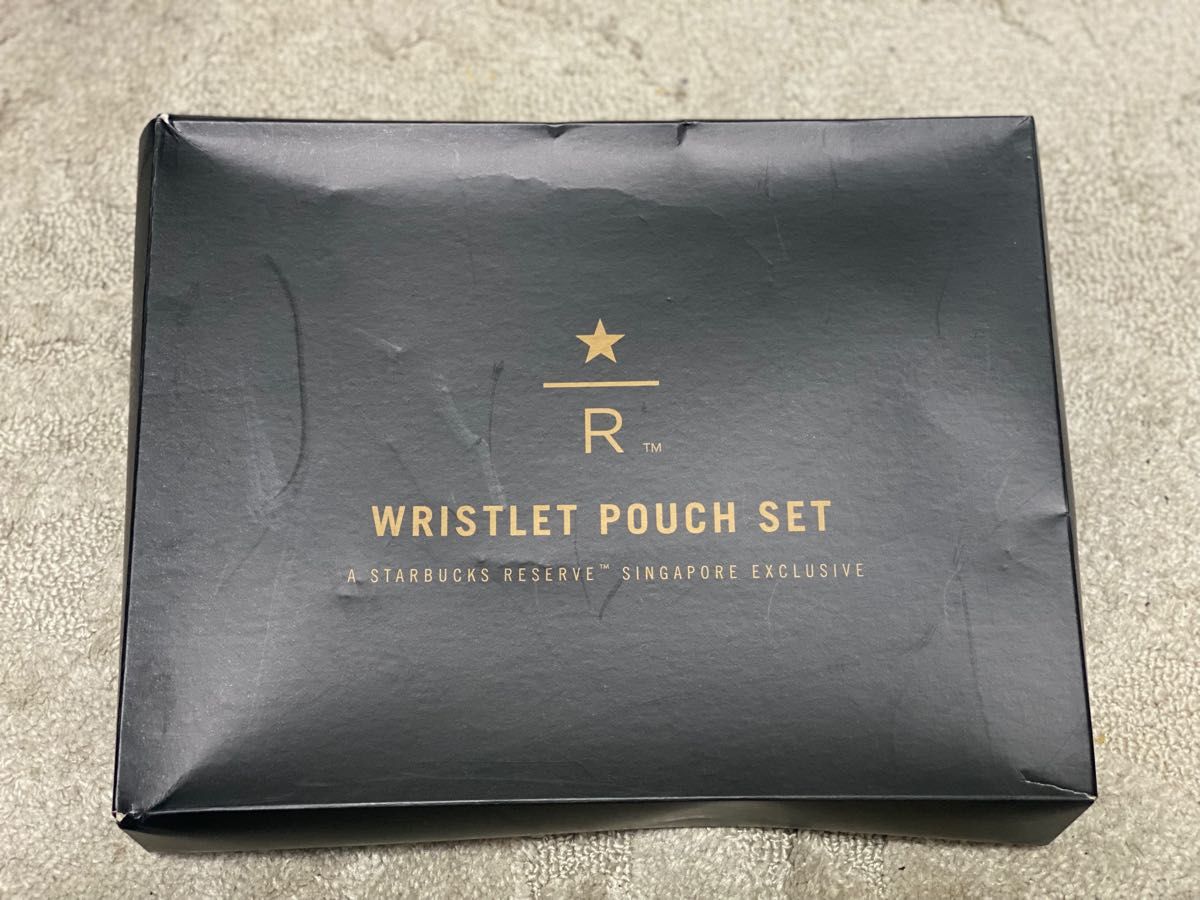 R™
WRISTLET POUCH SET
A STARBUCKS RESERVE™ SINGAPORE EXCLUSIVE